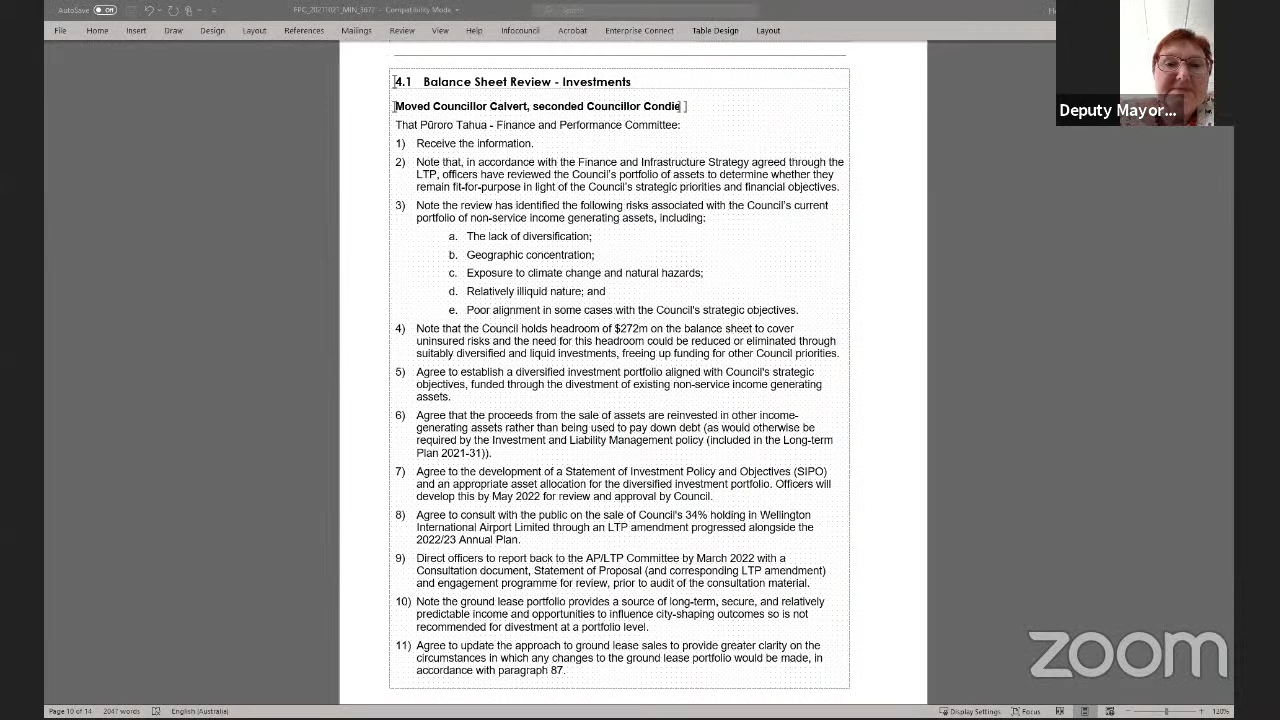 AutoSave Off FPC_20211021_MIN_3672 - Compatibility Mode Search
File Home Insert Draw Design Layout References Mailings Review View Help Infocouncil Acrobat Enterprise Connect Table Design Layout
Deputy Mayor...
4.1 Balance Sheet Review - Investments
Moved Councillor Calvert, seconded Councillor Condie
That Pūroro Tahua - Finance and Performance Committee:
1) Receive the information.
2) Note that, in accordance with the Finance and Infrastructure Strategy agreed through the
LTP, officers have reviewed the Council's portfolio of assets to determine whether they
remain fit-for-purpose in light of the Council's strategic priorities and financial objectives.
3) Note the review has identified the following risks associated with the Council's current
portfolio of non-service income generating assets, including:
a. The lack of diversification;
b. Geographic concentration;
c. Exposure to climate change and natural hazards;
d. Relatively illiquid nature; and
e. Poor alignment in some cases with the Council's strategic objectives.
4) Note that the Council holds headroom of $272m on the balance sheet to cover
uninsured risks and the need for this headroom could be reduced or eliminated through
suitably diversified and liquid investments, freeing up funding for other Council priorities.
5) Agree to establish a diversified investment portfolio aligned with Council's strategic
objectives, funded through the divestment of existing non-service income generating
assets.
6) Agree that the proceeds from the sale of assets are reinvested in other income-
generating assets rather than being used to pay down debt (as would otherwise be
required by the Investment and Liability Management policy (included in the Long-term
Plan 2021-31)).
7) Agree to the development of a Statement of Investment Policy and Objectives (SIPO)
and an appropriate asset allocation for the diversified investment portfolio. Officers will
develop this by May 2022 for review and approval by Council.
8) Agree to consult with the public on the sale of Council's 34% holding in Wellington
International Airport Limited through an LTP amendment progressed alongside the
2022/23 Annual Plan.
9) Direct officers to report back to the AP/LTP Committee by March 2022 with a
Consultation document, Statement of Proposal (and corresponding LTP amendment)
and engagement programme for review, prior to audit of the consultation material.
10) Note the ground lease portfolio provides a source of long-term, secure, and relatively
predictable income and opportunities to influence city-shaping outcomes so is not
recommended for divestment at a portfolio level.
11) Agree to update the approach to ground lease sales to provide greater clarity on the
circumstances in which any changes to the ground lease portfolio would be made, in
accordance with paragraph 87.
zoom
Page 10 of 14 2047 words English (Australia) Display Settings Focus 120%